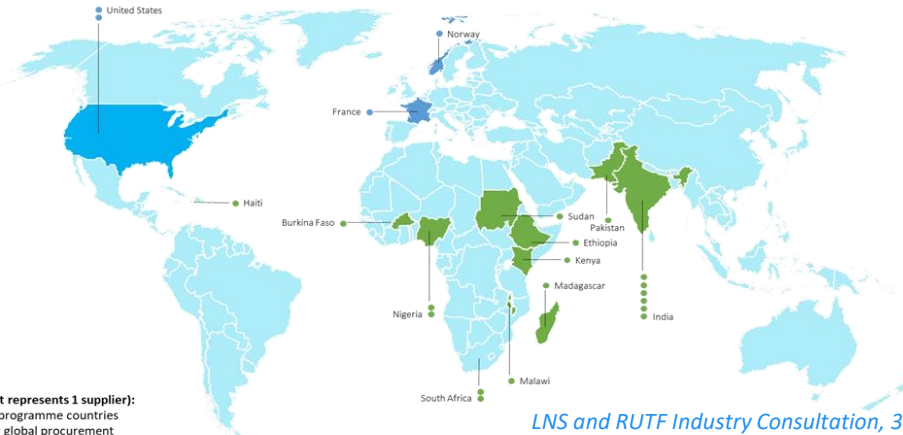 United States
Norway
France
Haiti
Burkina Faso
Sudan
Pakistan
Ethiopia
Kenya
Madagascar
Nigeria
India
Malawi
South Africa
t represents 1 supplier):
programme countries
global procurement
LNS and RUTF Industry Consultation, 3